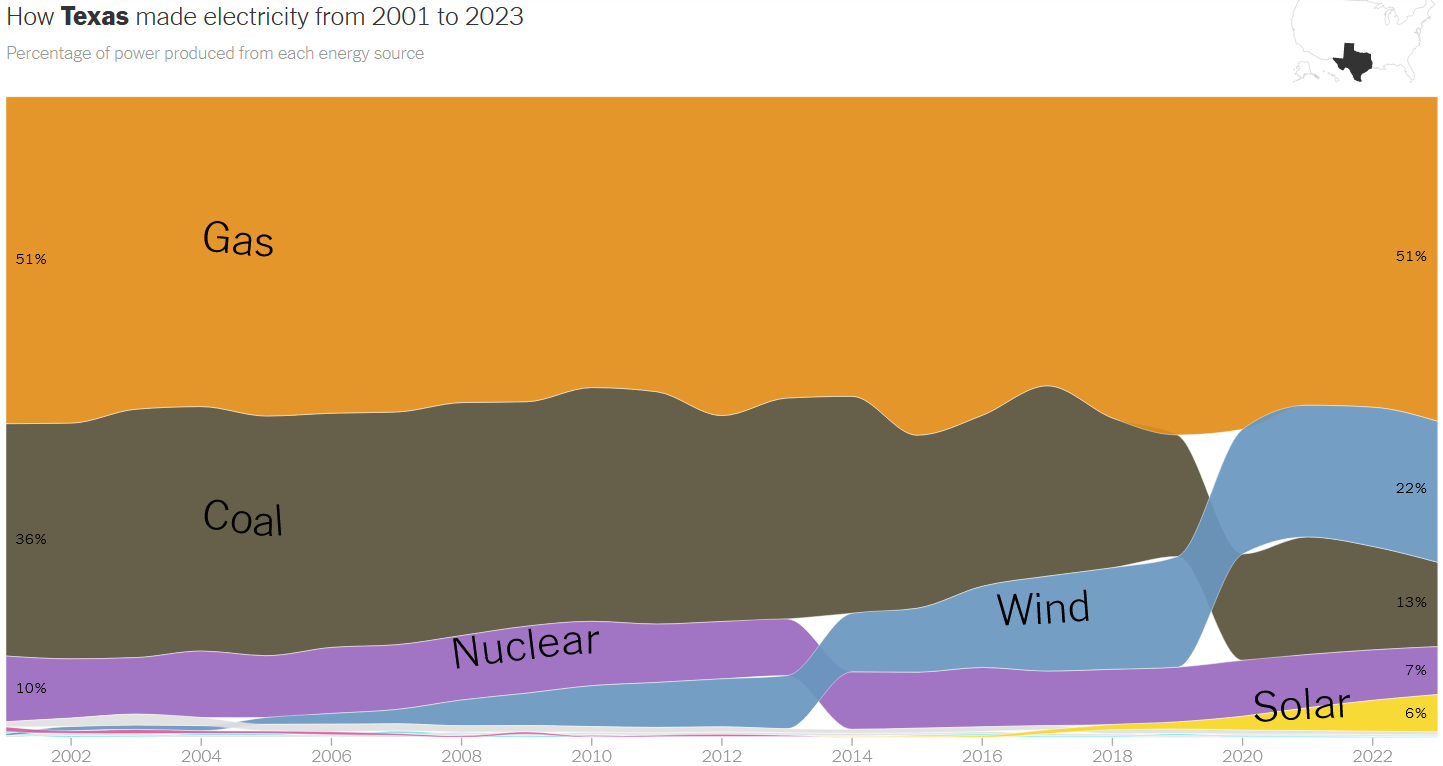 How Texas made electricity from 2001 to 2023
Percentage of power produced from each energy source
Gas
51%
51%
Coal
36%
22%
Wind
13%
Nuclear
10%
7%
Solar
6%
2002 2004 2006 2008 2010 2012 2014 2016 2018 2020 2022